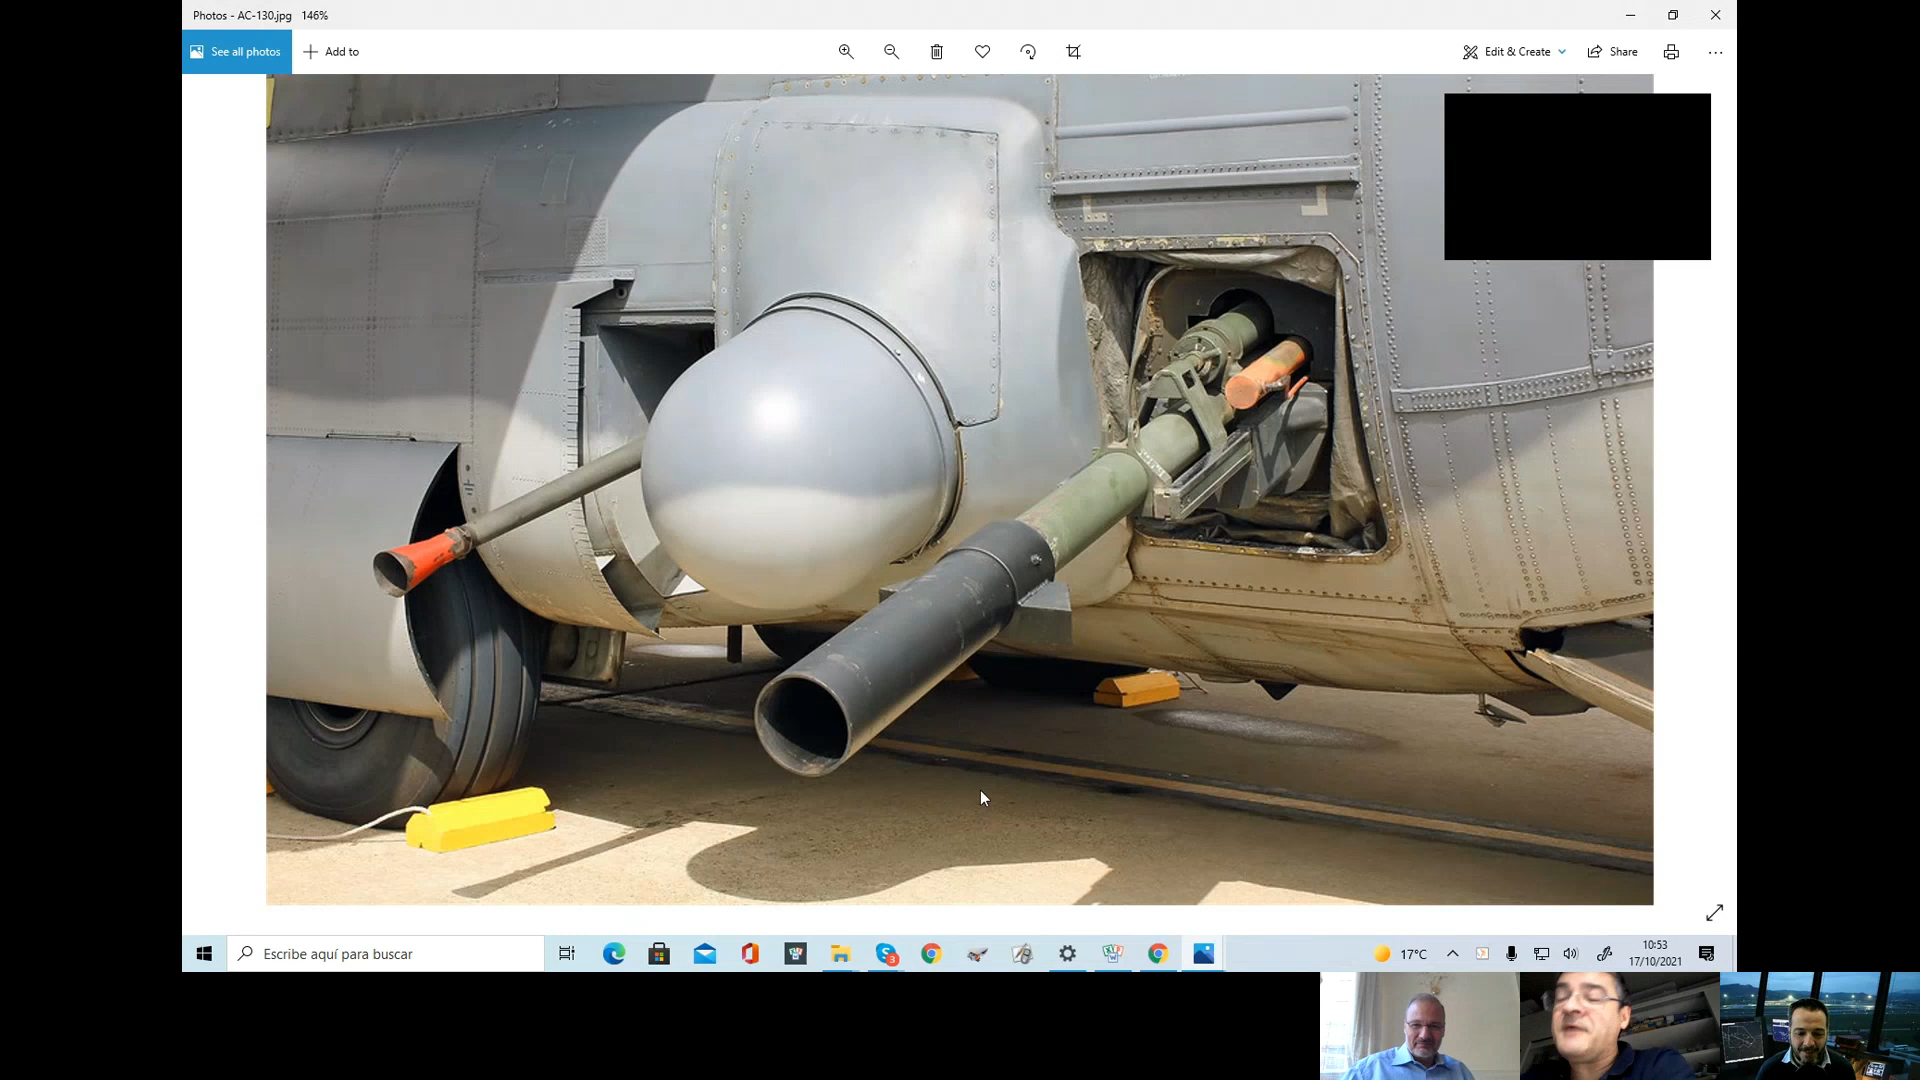 Photos - AC-130.jpg 146%
See all photos
Add to
Edit & Create
Share
Escribe aquí para buscar
3
17°C
10:53
17/10/2021